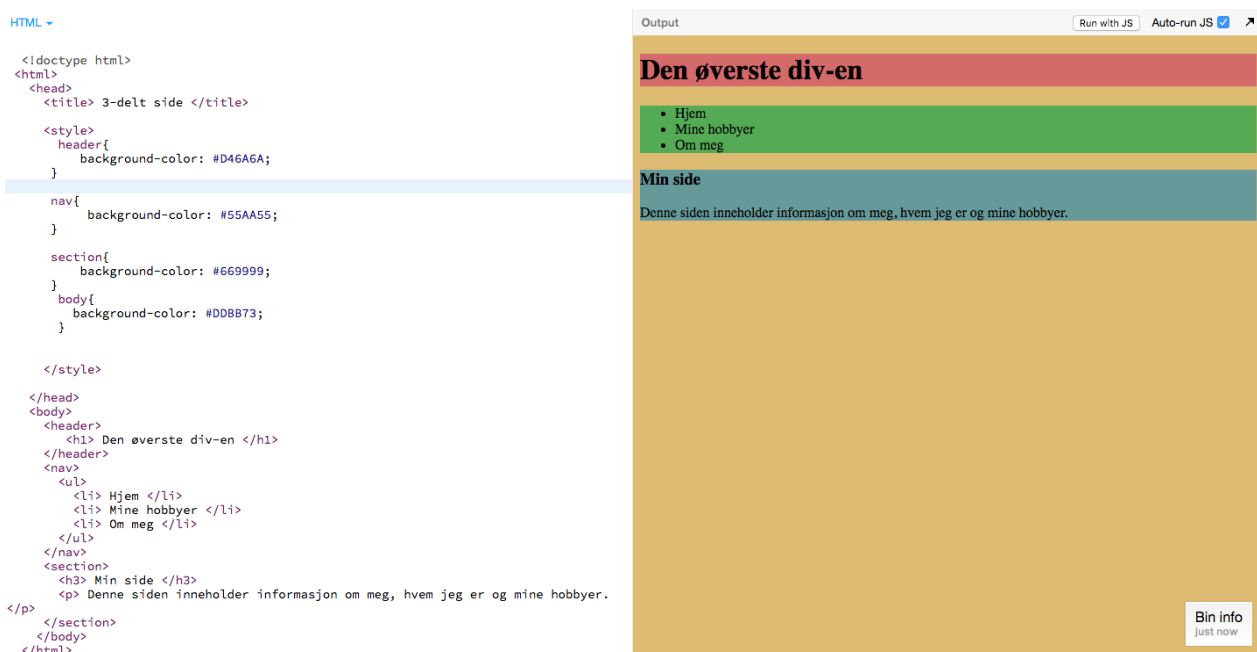 HTML
<!doctype html>
<html>
<head>
<title> 3-delt side </title>
<style>
header{
background-color: #D46A6A;
}
nav{
background-color: #55AA55;
}
section{
background-color: #669999;
}
body{
background-color: #DDBB73;
}
</style>
</head>
<body>
<header>
<h1> Den øverste div-en </h1>
</header>
<nav>
<ul>
<li> Hjem </li>
<li> Mine hobbyer </li>
<li> Om meg </li>
</ul>
</nav>
<section>
<h3> Min side </h3>
<p> Denne siden inneholder informasjon om meg, hvem jeg er og mine hobbyer.
</p>
</section>
</body>
</html>
Output
Run with JS
Auto-run JS
Den øverste div-en
• Hjem
• Mine hobbyer
• Om meg
Min side
Denne siden inneholder informasjon om meg, hvem jeg er og mine hobbyer.
Bin info
just now